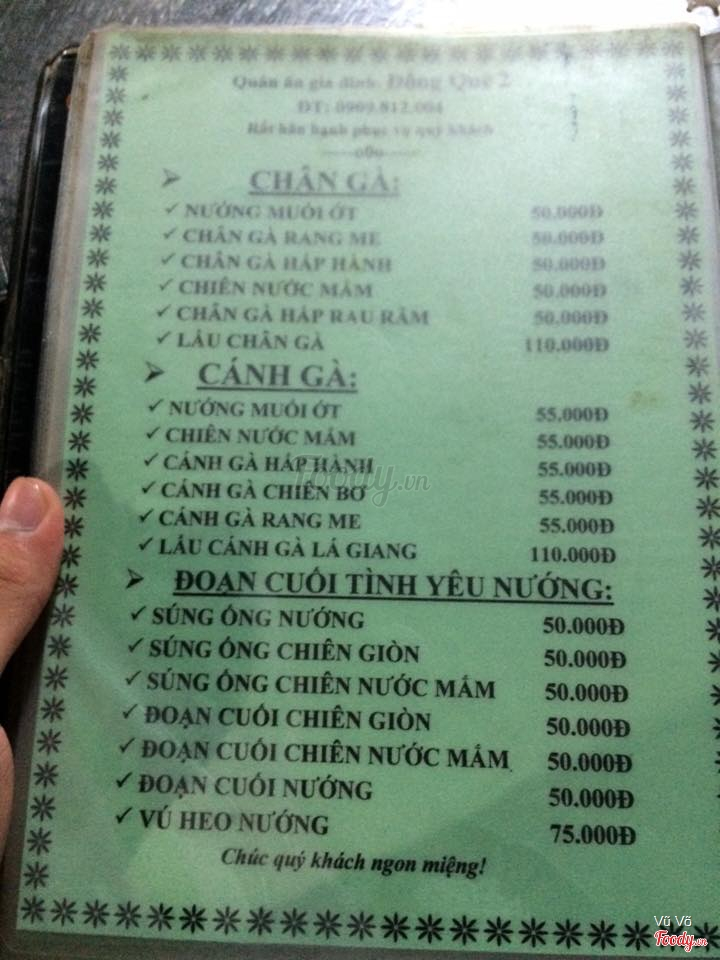 Quán ăn gia đình: Đồng Quê 2
ĐT: 0909.812.004
Rất hân hạnh phục vụ quý khách
---o0o---
➤ CHÂN GÀ:
✓ NƯỚNG MUỐI ỚT 50.000Đ
✓ CHÂN GÀ RANG ME 50.000Đ
✓ CHÂN GÀ HẤP HÀNH 50.000Đ
✓ CHIÊN NƯỚC MẮM 50.000Đ
✓ CHÂN GÀ HẤP RAU RĂM 50.000Đ
✓ LẨU CHÂN GÀ 110.000Đ
➤ CÁNH GÀ:
✓ NƯỚNG MUỐI ỚT 55.000Đ
✓ CHIÊN NƯỚC MẮM 55.000Đ
✓ CÁNH GÀ HẤP HÀNH 55.000Đ
✓ CÁNH GÀ CHIÊN BƠ 55.000Đ
✓ CÁNH GÀ RANG ME 55.000Đ
✓ LẨU CÁNH GÀ LÁ GIANG 110.000Đ
➤ ĐOẠN CUỐI TÌNH YÊU NƯỚNG:
✓ SÚNG ỐNG NƯỚNG 50.000Đ
✓ SÚNG ỐNG CHIÊN GIÒN 50.000Đ
✓ SÚNG ỐNG CHIÊN NƯỚC MẮM 50.000Đ
✓ ĐOẠN CUỐI CHIÊN GIÒN 50.000Đ
✓ ĐOẠN CUỐI CHIÊN NƯỚC MẮM 50.000Đ
✓ ĐOẠN CUỐI NƯỚNG 50.000Đ
✓ VÚ HEO NƯỚNG 75.000Đ
Chúc quý khách ngon miệng!
Foody.vn
Vũ Võ
Foody.vn